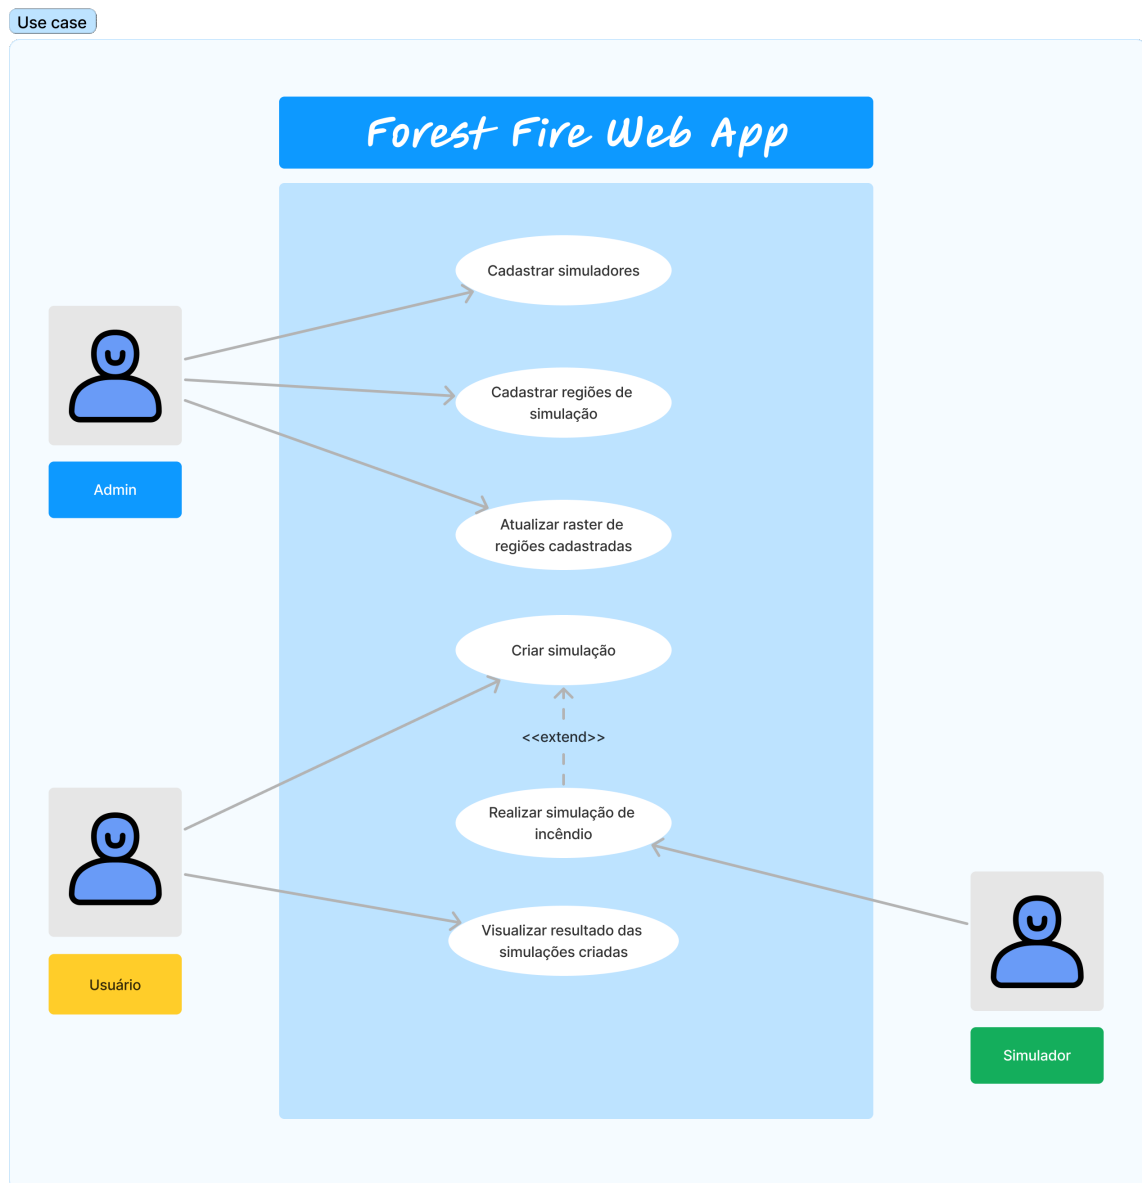 Use case
Forest Fire Web App
Cadastrar simuladores
Cadastrar regiões de
simulação
Admin
Atualizar raster de
regiões cadastradas
Criar simulação
<<extend>>
Realizar simulação de
incêndio
Visualizar resultado das
simulações criadas
Usuário
Simulador